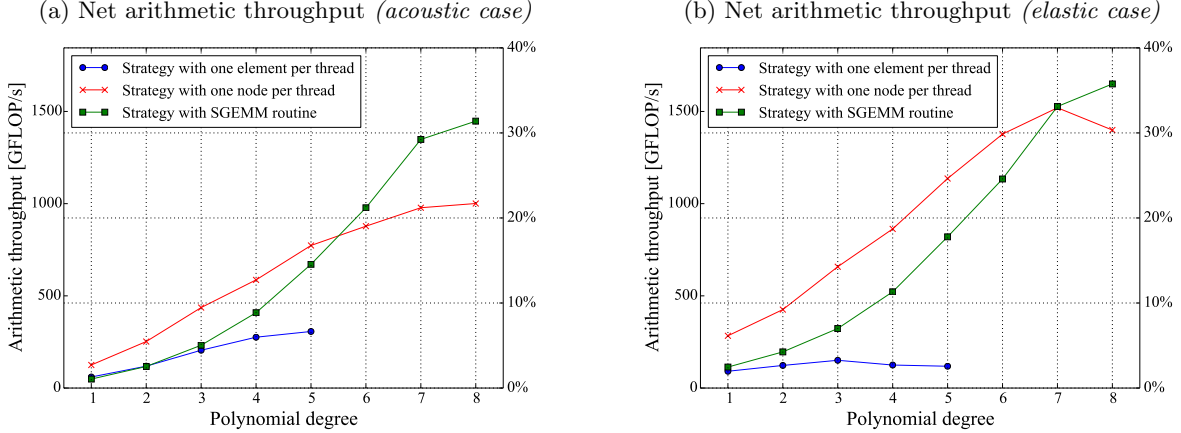 (a) Net arithmetic throughput (acoustic case)
Strategy with one element per thread
Strategy with one node per thread
Strategy with SGEMM routine
Arithmetic throughput [GFLOP/s]
1500
1000
500
0
40%
30%
20%
10%
0%
1 2 3 4 5 6 7 8
Polynomial degree
(b) Net arithmetic throughput (elastic case)
Strategy with one element per thread
Strategy with one node per thread
Strategy with SGEMM routine
Arithmetic throughput [GFLOP/s]
1500
1000
500
0
40%
30%
20%
10%
0%
1 2 3 4 5 6 7 8
Polynomial degree